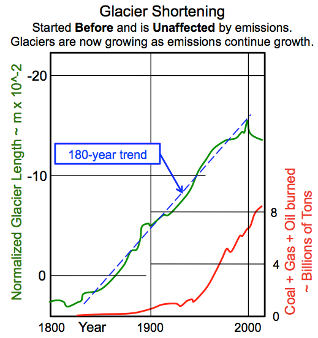 Glacier Shortening
Started Before and is Unaffected by emissions.
Glaciers are now growing as emissions continue growth.
Normalized Glacier Length ~ m x 10^-2
-20
-10
0
180-year trend
8
4
0
Coal + Gas + Oil burned
~ Billions of Tons
1800 Year 1900 2000